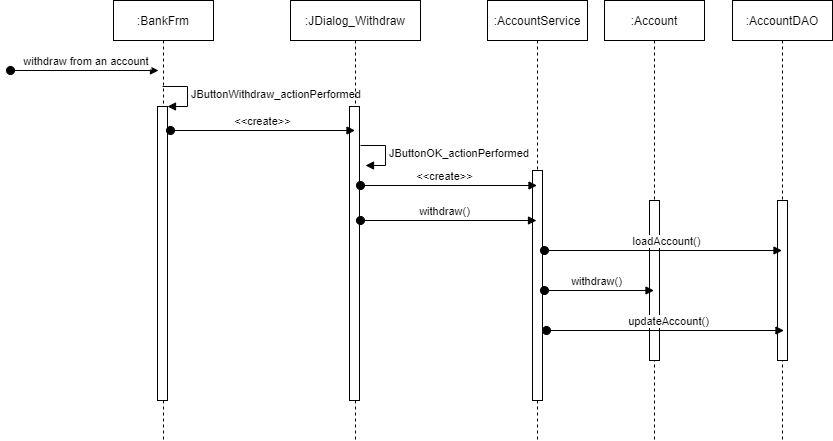 :BankFrm
:JDialog_Withdraw
:AccountService
:Account
:AccountDAO
withdraw from an account
JButtonWithdraw_actionPerformed
<<create>>
JButtonOK_actionPerformed
<<create>>
withdraw()
loadAccount()
withdraw()
updateAccount()